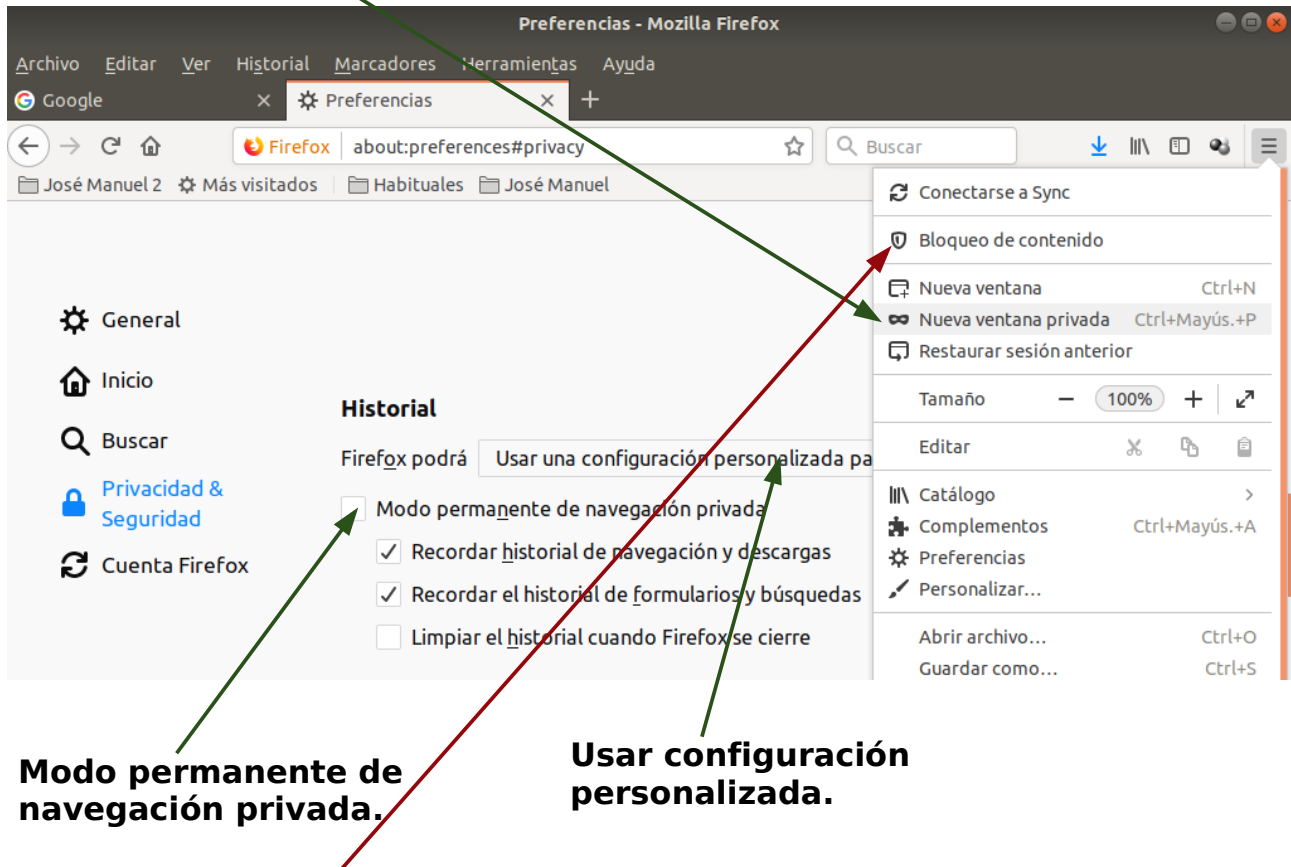 Preferencias - Mozilla Firefox
Archivo Editar Ver Historial Marcadores Herramientas Ayuda
Google Preferencias
Firefox about:preferences#privacy Buscar
José Manuel 2 Más visitados Habituales José Manuel
Conectarse a Sync
Bloqueo de contenido
Nueva ventana Ctrl+N
Nueva ventana privada Ctrl+Mayús.+P
Restaurar sesión anterior
Tamaño − 100% +
Editar
Catálogo >
Complementos Ctrl+Mayús.+A
Preferencias
Personalizar...
Abrir archivo... Ctrl+O
Guardar como... Ctrl+S
General
Inicio
Buscar
Privacidad &
Seguridad
Cuenta Firefox
Historial
Firefox podrá Usar una configuración personalizada pa
Modo permanente de navegación privada
Recordar historial de navegación y descargas
Recordar el historial de formularios y búsquedas
Limpiar el historial cuando Firefox se cierre
Modo permanente de
navegación privada.
Usar configuración
personalizada.